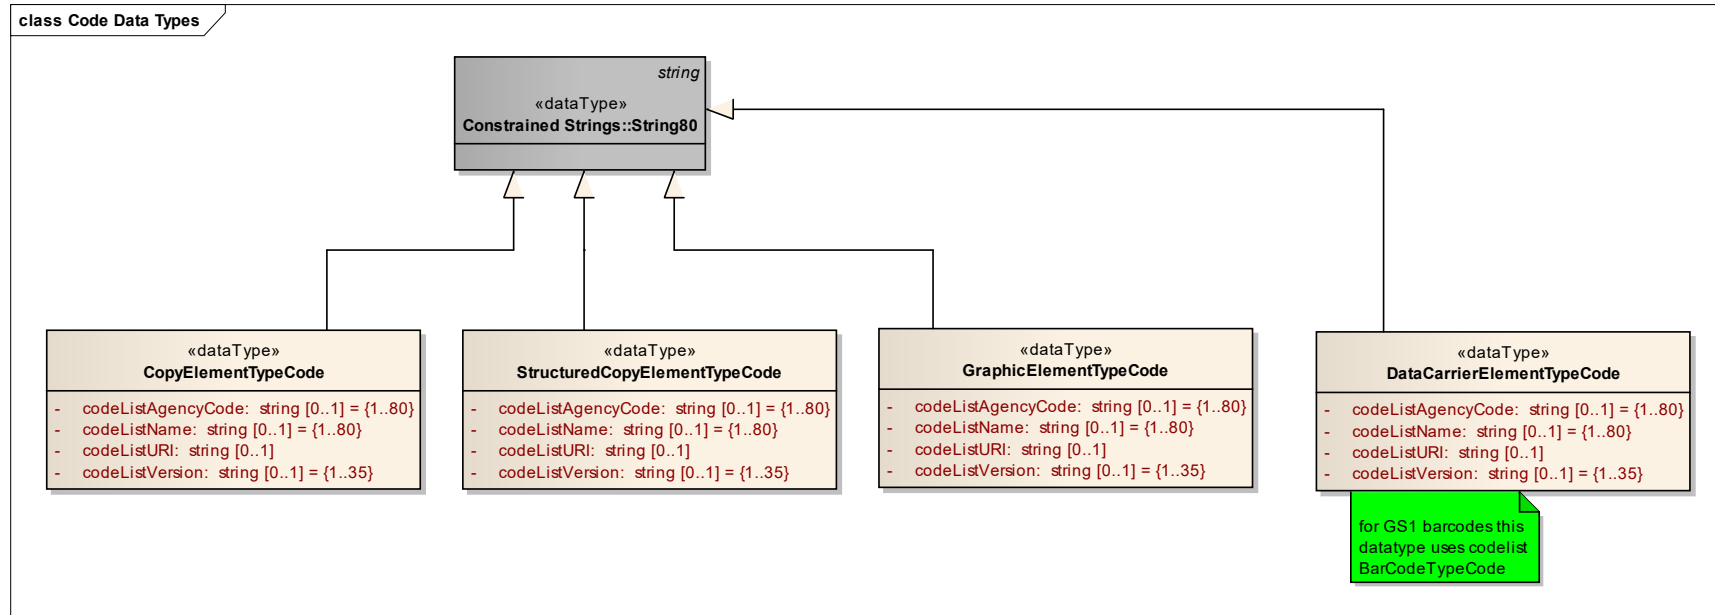 class Code Data Types
string
«dataType»
Constrained Strings::String80
«dataType»
CopyElementTypeCode
- codeListAgencyCode: string [0..1] = {1..80}
- codeListName: string [0..1] = {1..80}
- codeListURI: string [0..1]
- codeListVersion: string [0..1] = {1..35}
«dataType»
StructuredCopyElementTypeCode
- codeListAgencyCode: string [0..1] = {1..80}
- codeListName: string [0..1] = {1..80}
- codeListURI: string [0..1]
- codeListVersion: string [0..1] = {1..35}
«dataType»
GraphicElementTypeCode
- codeListAgencyCode: string [0..1] = {1..80}
- codeListName: string [0..1] = {1..80}
- codeListURI: string [0..1]
- codeListVersion: string [0..1] = {1..35}
«dataType»
DataCarrierElementTypeCode
- codeListAgencyCode: string [0..1] = {1..80}
- codeListName: string [0..1] = {1..80}
- codeListURI: string [0..1]
- codeListVersion: string [0..1] = {1..35}
for GS1 barcodes this
datatype uses codelist
BarCodeTypeCode